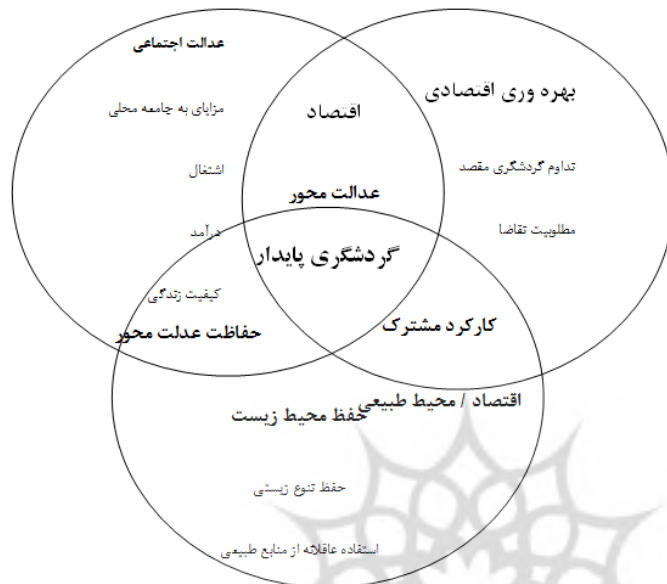 عدالت اجتماعی
مزایای به جامعه محلی
اشتغال
درآمد
کیفیت زندگی
بهره وری اقتصادی
تداوم گردشگری مقصد
مطلوبیت تقاضا
اقتصاد
عدالت محور
گردشگری پایدار
حفاظت عدلت محور
کارکرد مشترک
اقتصاد / محیط طبیعی
حفظ محیط زیست
حفظ تنوع زیستی
استفاده عاقلانه از منابع طبیعی